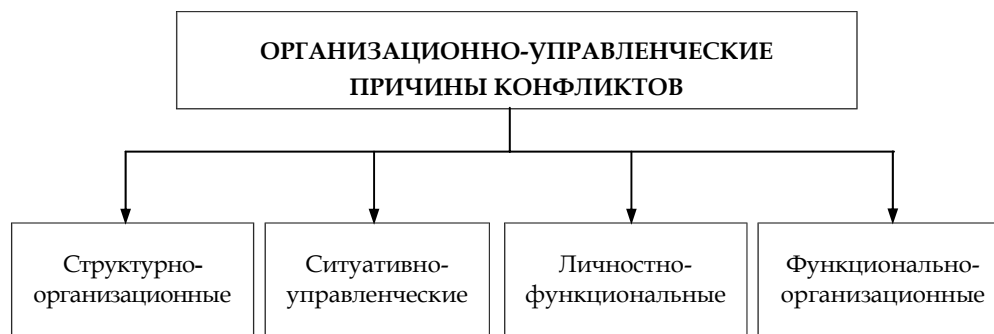 ОРГАНИЗАЦИОННО-УПРАВЛЕНЧЕСКИЕ
ПРИЧИНЫ КОНФЛИКТОВ
Структурно-
организационные
Ситуативно-
управленческие
Личностно-
функциональные
Функционально-
организационные